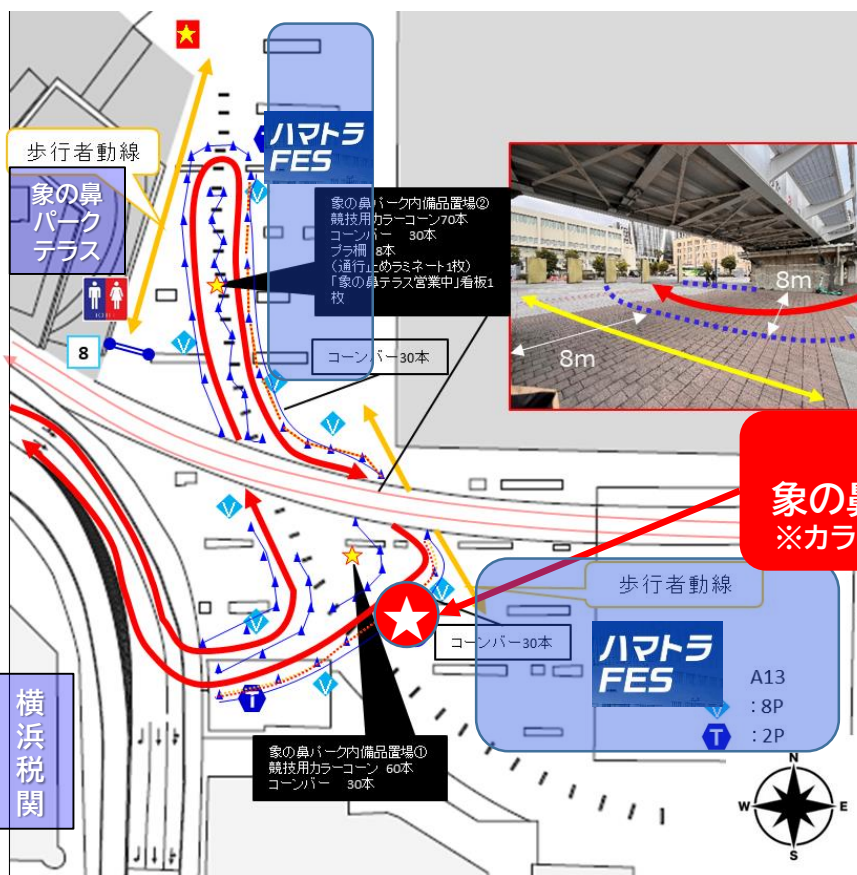 歩行者動線
象の鼻
パーク
テラス
8
ハマトラ
FES
象の鼻パーク内備品置場②
競技用カラーコーン70本
コーンバー 30本
プラ柵 8本
(通行止めラミネート1枚)
「象の鼻テラス営業中」看板1
枚
コーンバー30本
8m
8m
象の鼻
※カラ
歩行者動線
コーンバー30本
ハマトラ
FES
A13
V :8P
T :2P
T
横
浜
税
関
象の鼻パーク内備品置場①
競技用カラーコーン 60本
コーンバー 30本
N
W
E
S